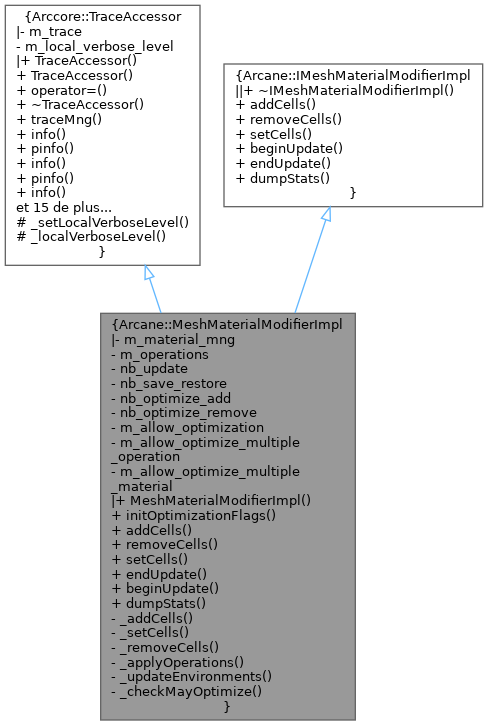 {Arccore::TraceAccessor
|- m_trace
- m_local_verbose_level
|+ TraceAccessor()
+ TraceAccessor()
+ operator=()
+ ~TraceAccessor()
+ traceMng()
+ info()
+ pinfo()
+ info()
+ pinfo()
+ info()
et 15 de plus...
# _setLocalVerboseLevel()
# _localVerboseLevel()
}
{Arcane::IMeshMaterialModifierImpl
||+ ~IMeshMaterialModifierImpl()
+ addCells()
+ removeCells()
+ setCells()
+ beginUpdate()
+ endUpdate()
+ dumpStats()
}
{Arcane::MeshMaterialModifierImpl
|- m_material_mng
- m_operations
- nb_update
- nb_save_restore
- nb_optimize_add
- nb_optimize_remove
- m_allow_optimization
- m_allow_optimize_multiple
_operation
- m_allow_optimize_multiple
_material
|+ MeshMaterialModifierImpl()
+ initOptimizationFlags()
+ addCells()
+ removeCells()
+ setCells()
+ endUpdate()
+ beginUpdate()
+ dumpStats()
- _addCells()
- _setCells()
- _removeCells()
- _applyOperations()
- _updateEnvironments()
- _checkMayOptimize()
}